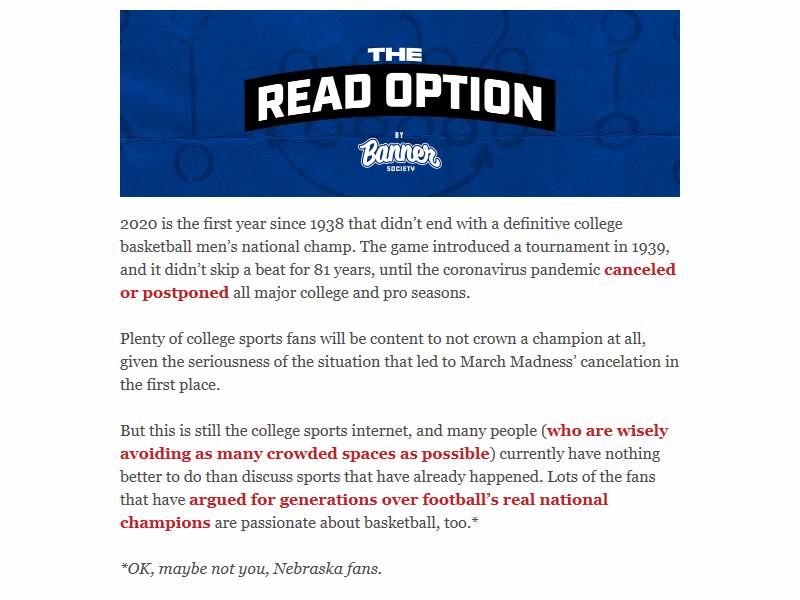 THE
READ OPTION
BY
Banner
SOCIETY
2020 is the first year since 1938 that didn’t end with a definitive college
basketball men’s national champ. The game introduced a tournament in 1939,
and it didn’t skip a beat for 81 years, until the coronavirus pandemic canceled
or postponed all major college and pro seasons.
Plenty of college sports fans will be content to not crown a champion at all,
given the seriousness of the situation that led to March Madness’ cancelation in
the first place.
But this is still the college sports internet, and many people (who are wisely
avoiding as many crowded spaces as possible) currently have nothing
better to do than discuss sports that have already happened. Lots of the fans
that have argued for generations over football’s real national
champions are passionate about basketball, too.*
*OK, maybe not you, Nebraska fans.